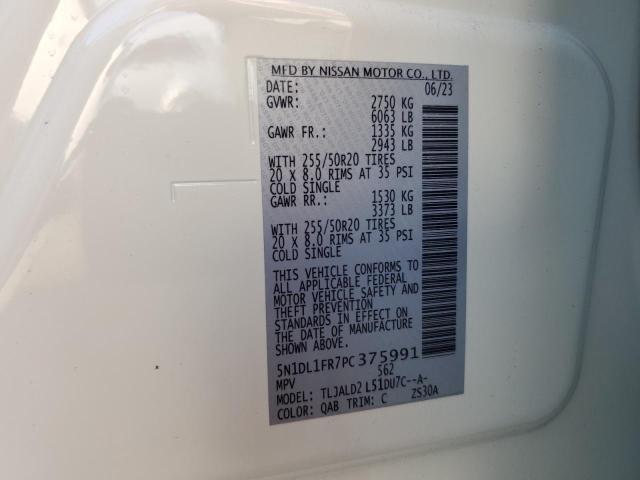 MFD BY NISSAN MOTOR CO., LTD.
DATE: 06/23
GVWR: 2750 KG
6063 LB
GAWR FR.: 1335 KG
2943 LB
WITH 255/50R20 TIRES
20 X 8.0 RIMS AT 35 PSI
COLD SINGLE
GAWR RR.: 1530 KG
3373 LB
WITH 255/50R20 TIRES
20 X 8.0 RIMS AT 35 PSI
COLD SINGLE
THIS VEHICLE CONFORMS TO
ALL APPLICABLE FEDERAL
MOTOR VEHICLE SAFETY AND
THEFT PREVENTION
STANDARDS IN EFFECT ON
THE DATE OF MANUFACTURE
SHOWN ABOVE.
5N1DL1FR7PC375991
MPV 562
MODEL: TLJALD2 L51DU7C--A-
COLOR: QAB TRIM: C ZS30A